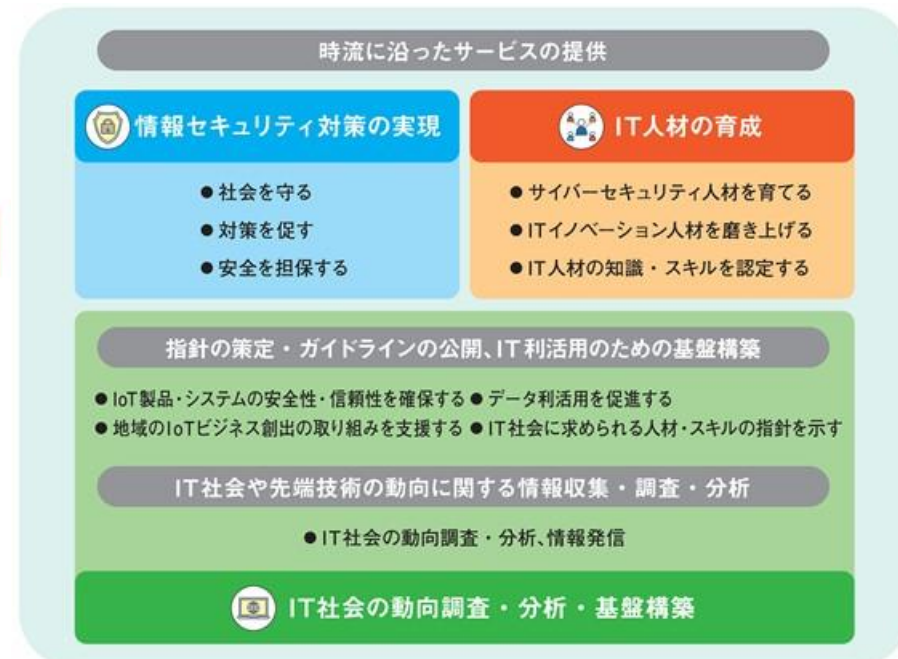 時流に沿ったサービスの提供
情報セキュリティ対策の実現
● 社会を守る
● 対策を促す
● 安全を担保する
IT人材の育成
● サイバーセキュリティ人材を育てる
● ITイノベーション人材を磨き上げる
● IT人材の知識・スキルを認定する
指針の策定・ガイドラインの公開、IT利活用のための基盤構築
● IoT製品・システムの安全性・信頼性を確保する ● データ利活用を促進する
● 地域のIoTビジネス創出の取り組みを支援する ● IT社会に求められる人材・スキルの指針を示す
IT社会や先端技術の動向に関する情報収集・調査・分析
● IT社会の動向調査・分析、情報発信
IT社会の動向調査・分析・基盤構築